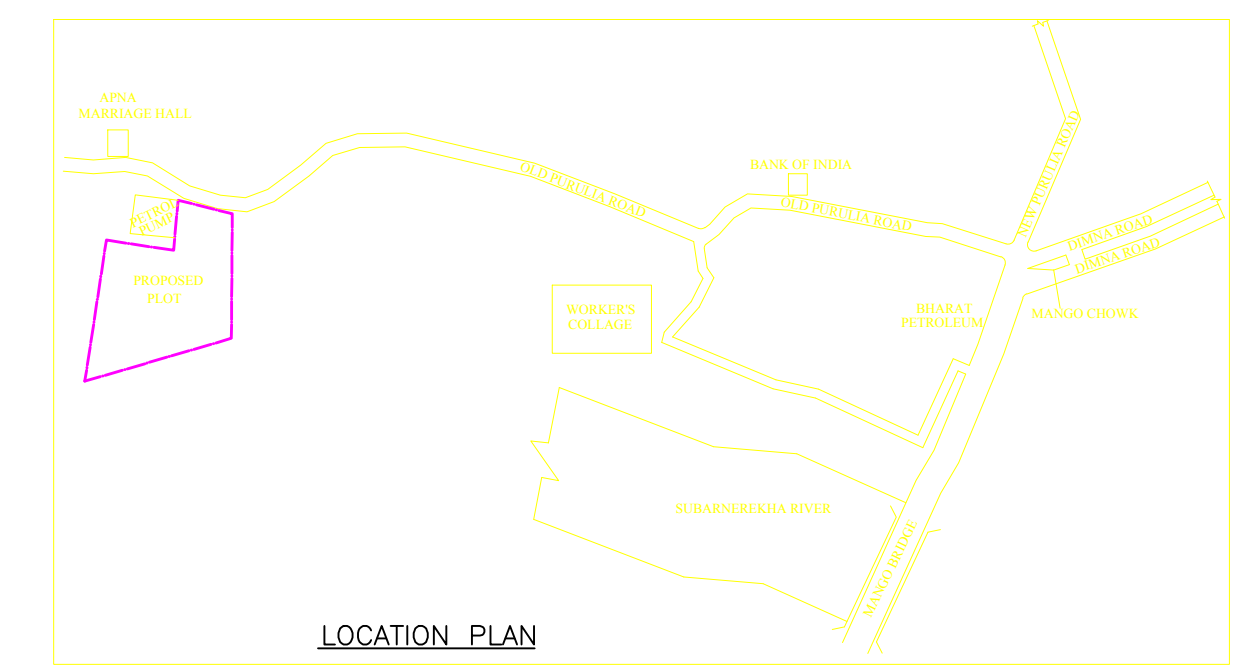 APNA
MARRIAGE HALL
PETROL
PUMP
PROPOSED
PLOT
OLD PURULIA ROAD
BANK OF INDIA
OLD PURULIA ROAD
NEW PURULIA ROAD
DIMNA ROAD
DIMNA ROAD
MANGO CHOWK
BHARAT
PETROLEUM
WORKER'S
COLLAGE
SUBARNEREKHA RIVER
MANGO BRIDGE
LOCATION PLAN